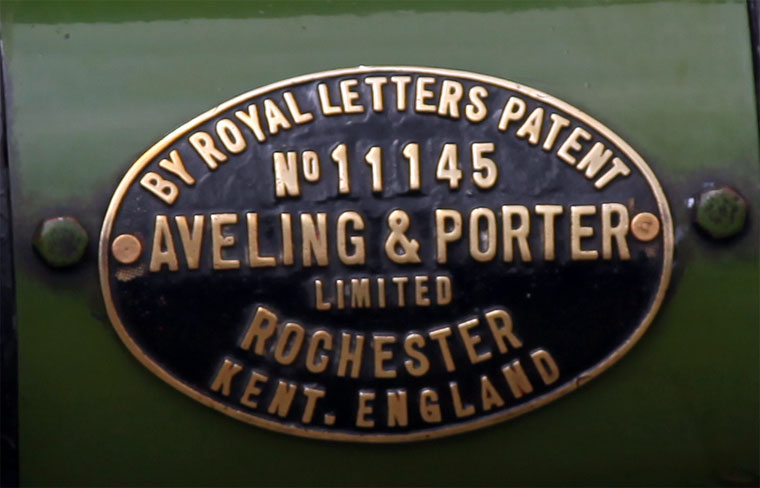 BY ROYAL LETTERS PATENT
NO 11145
AVELING & PORTER
LIMITED
ROCHESTER
KENT. ENGLAND